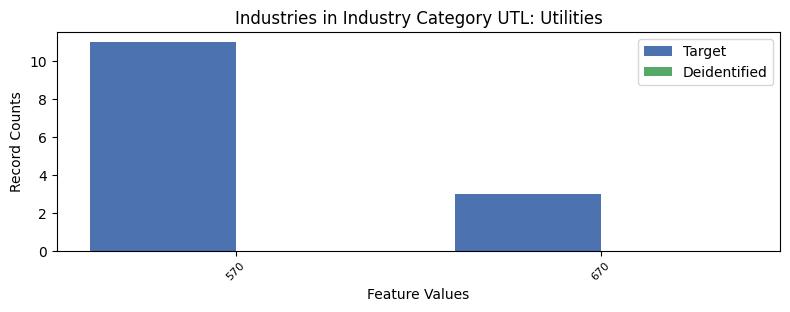 Industries in Industry Category UTL: Utilities
Target
Deidentified
Record Counts
10
8
6
4
2
0
570
670
Feature Values